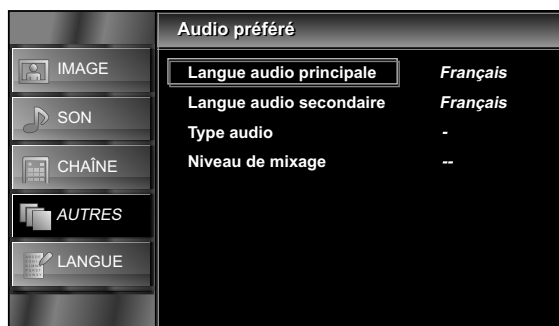 Audio préféré
IMAGE
SON
CHAÎNE
AUTRES
LANGUE
Langue audio principale Français
Langue audio secondaire Français
Type audio -
Niveau de mixage --